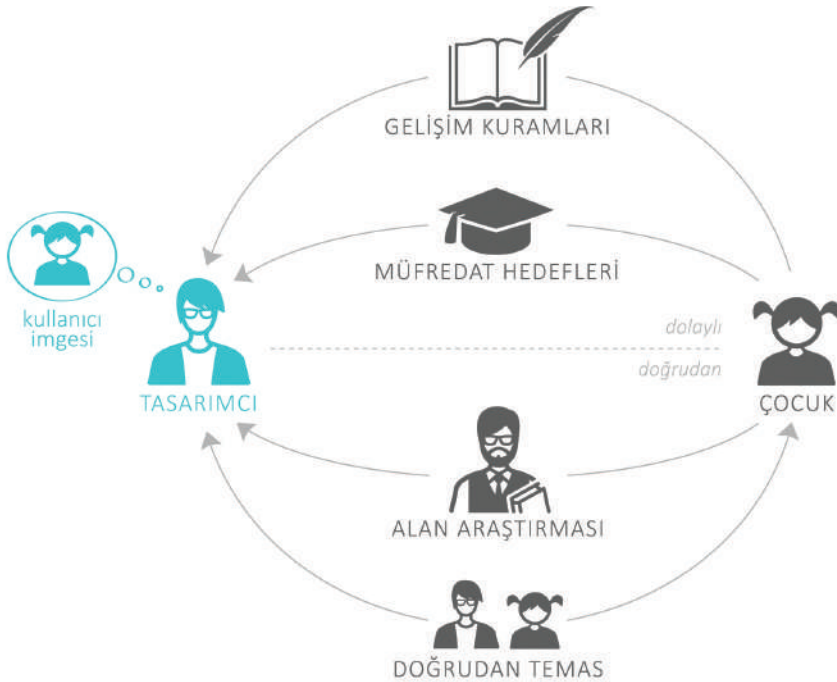 GELİŞİM KURAMLARI
MÜFREDAT HEDEFLERİ
kullanıcı
imgesi
dolaylı
doğrudan
TASARIMCI
ÇOCUK
ALAN ARAŞTIRMASI
DOĞRUDAN TEMAS